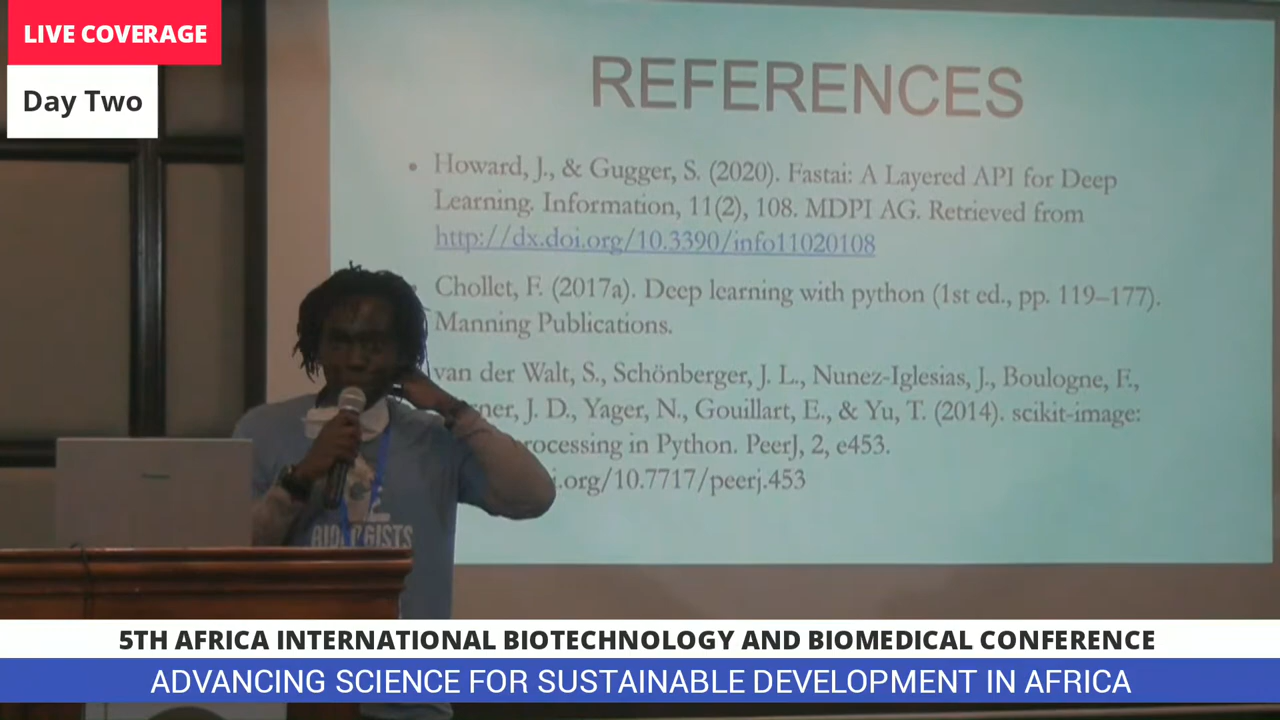 LIVE COVERAGE
Day Two
REFERENCES
• Howard, J., & Gugger, S. (2020). Fastai: A Layered API for Deep
Learning. Information, 11(2), 108. MDPI AG. Retrieved from
http://dx.doi.org/10.3390/info11020108
Chollet, F. (2017a). Deep learning with python (1st ed., pp. 119–177).
Manning Publications.
van der Walt, S., Schönberger, J. L., Nunez-Iglesias, J., Boulogne, F.,
J. D., Yager, N., Gouillart, E., & Yu, T. (2014). scikit-image:
in Python. PeerJ, 2, e453.
.org/10.7717/peerj.453
5TH AFRICA INTERNATIONAL BIOTECHNOLOGY AND BIOMEDICAL CONFERENCE
ADVANCING SCIENCE FOR SUSTAINABLE DEVELOPMENT IN AFRICA